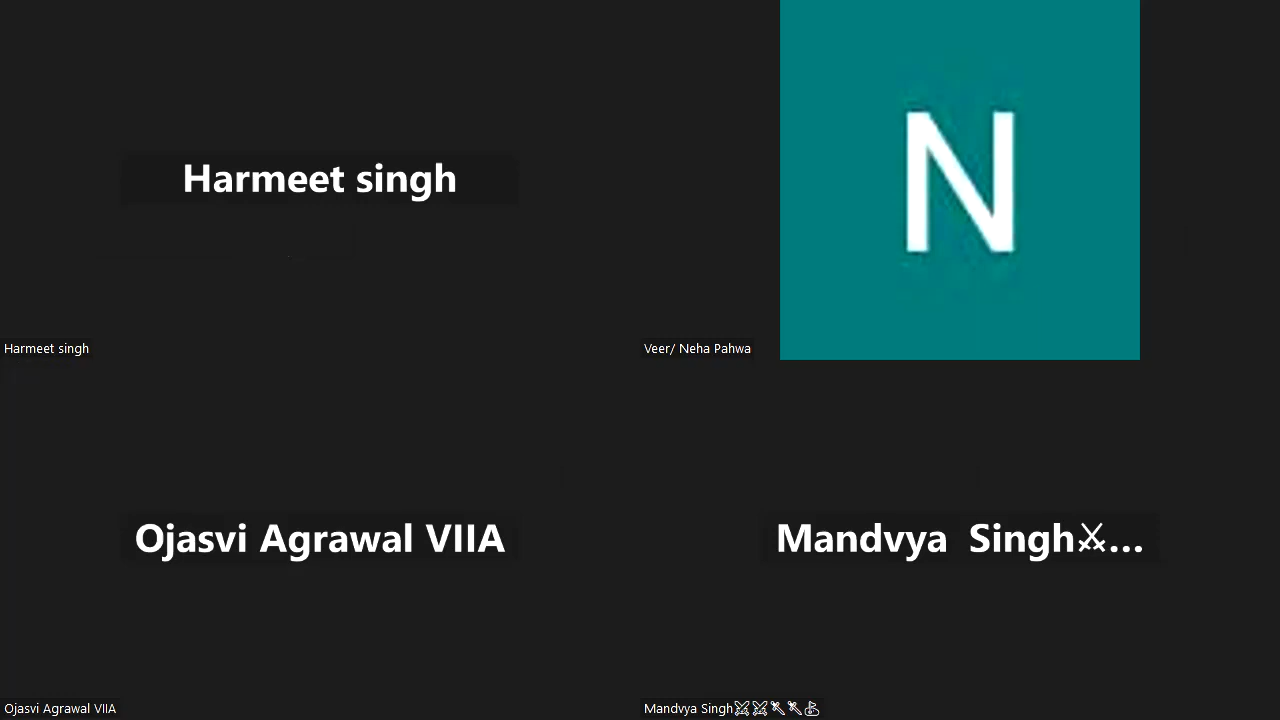 Harmeet singh
N
Harmeet singh
Veer/ Neha Pahwa
Ojasvi Agrawal VIIA
Mandvya  Singh⚔...
Ojasvi Agrawal VIIA
Mandvya Singh⚔⚔